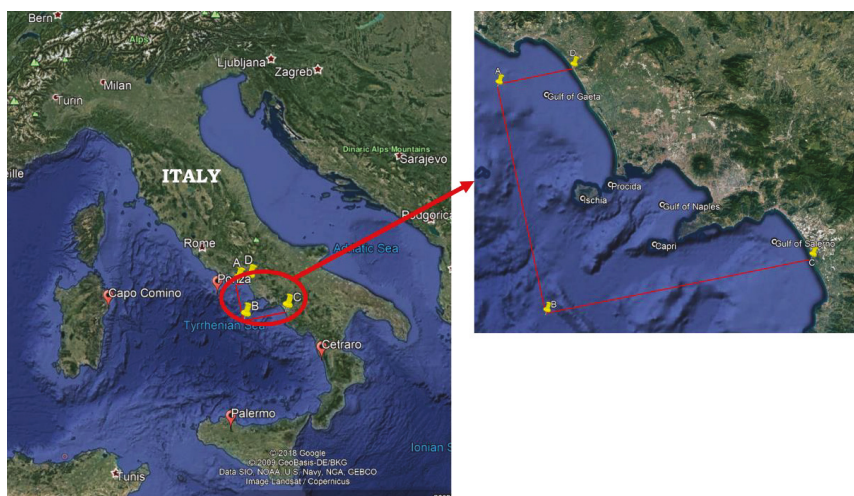 Bern
Alps
Ljubljana
Zagreb
Milan
Turin
Dinaric Alps Mountains
Sarajevo
eille
ITALY
Podgorica
Adriatic Sea
Rome
A D
Ponza
Capo Comino
B
C
Tyrrhenian Sea
Cetraro
Palermo
Ionian S
© 2018 Google
© 2009 GeoBasis-DE/BKG
Data SIO, NOAA, U.S. Navy, NGA, GEBCO
Image Landsat / Copernicus
Tunis
D
A
Gulf of Gaeta
Procida
Ischia
Gulf of Naples
Capri
Gulf of Salerno
C
B